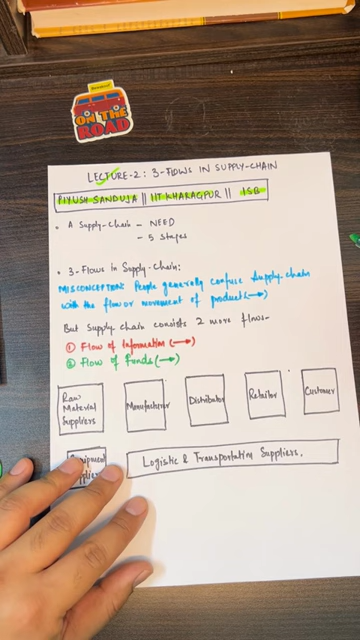 ON THE
ROAD
LECTURE-2: 3-FLOWS IN SUPPLY-CHAIN
PIYUSH SANDUJA || IIT KHARAGPUR || ISB
• A Supply-Chain - NEED
- 5 Stages
• 3-Flows in Supply-Chain:
MISCONCEPTION: People generally confuse supply-chain
with the flow or movement of products(→)
But Supply chain consists 2 more flows-
① Flow of Information (→)
② Flow of Funds (→)
Raw
Material
Suppliers
Manufacturer
Distributor
Retailer
Customer
Logistic & Transportation Suppliers.